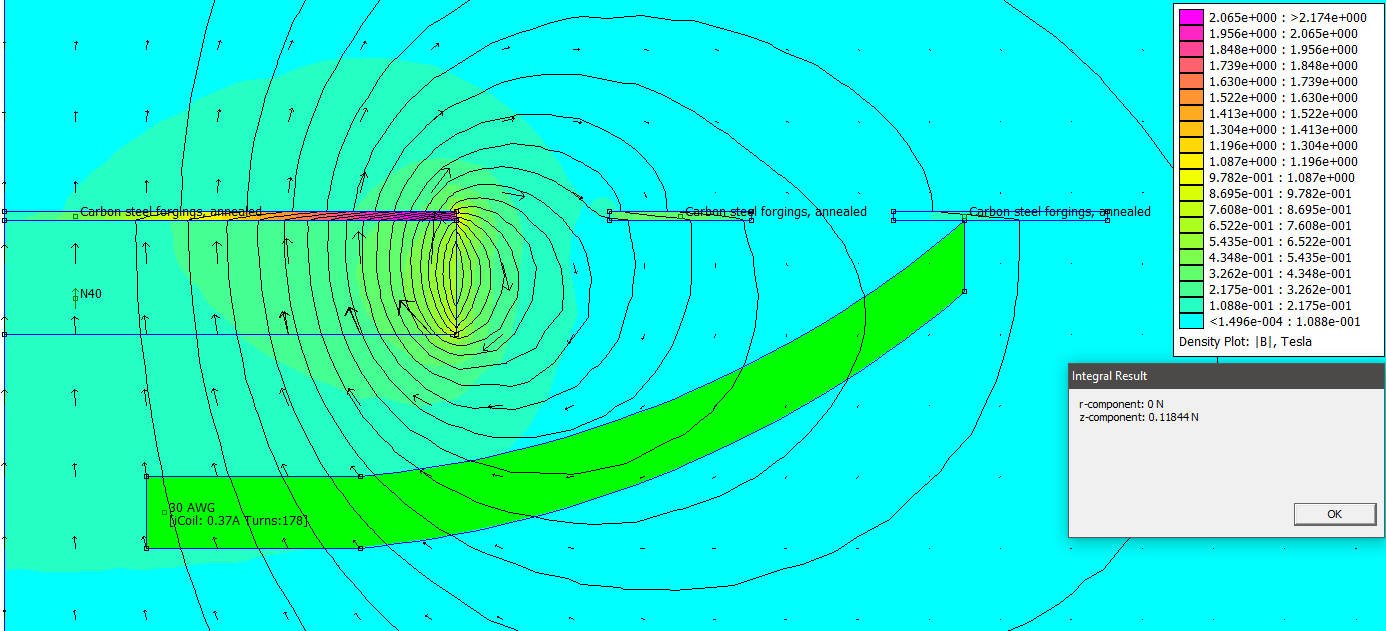 2.065e+000 : >2.174e+000
1.956e+000 : 2.065e+000
1.848e+000 : 1.956e+000
1.739e+000 : 1.848e+000
1.630e+000 : 1.739e+000
1.522e+000 : 1.630e+000
1.413e+000 : 1.522e+000
1.304e+000 : 1.413e+000
1.196e+000 : 1.304e+000
1.087e+000 : 1.196e+000
9.782e-001 : 1.087e+000
8.695e-001 : 9.782e-001
7.608e-001 : 8.695e-001
6.522e-001 : 7.608e-001
5.435e-001 : 6.522e-001
4.348e-001 : 5.435e-001
3.262e-001 : 4.348e-001
2.175e-001 : 3.262e-001
1.088e-001 : 2.175e-001
<1.496e-004 : 1.088e-001
Density Plot: |B|, Tesla
Carbon steel forgings, annealed
Carbon steel forgings, annealed
Carbon steel forgings, annealed
N40
30 AWG
[jCoil: 0.37A Turns:178]
Integral Result
r-component: 0 N
z-component: 0.11844 N
OK